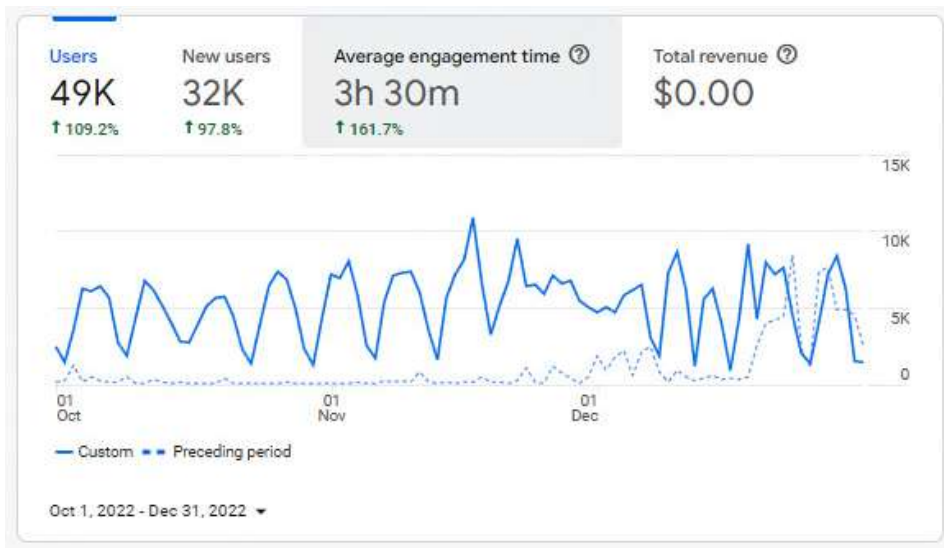 Users
49K
↑ 109.2%
New users
32K
↑ 97.8%
Average engagement time
3h 30m
↑ 161.7%
Total revenue
$0.00
15K
10K
5K
0
01
Oct
01
Nov
01
Dec
Custom
Preceding period
Oct 1, 2022 - Dec 31, 2022